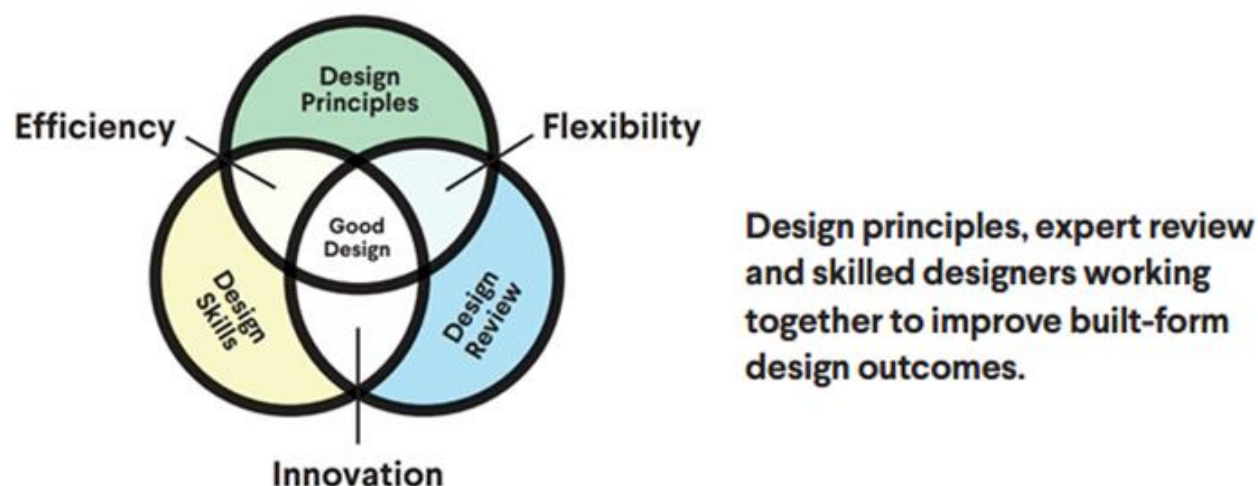 Design
Principles
Efficiency
Flexibility
Good
Design
Design
Skills
Design
Review
Innovation
Design principles, expert review
and skilled designers working
together to improve built-form
design outcomes.